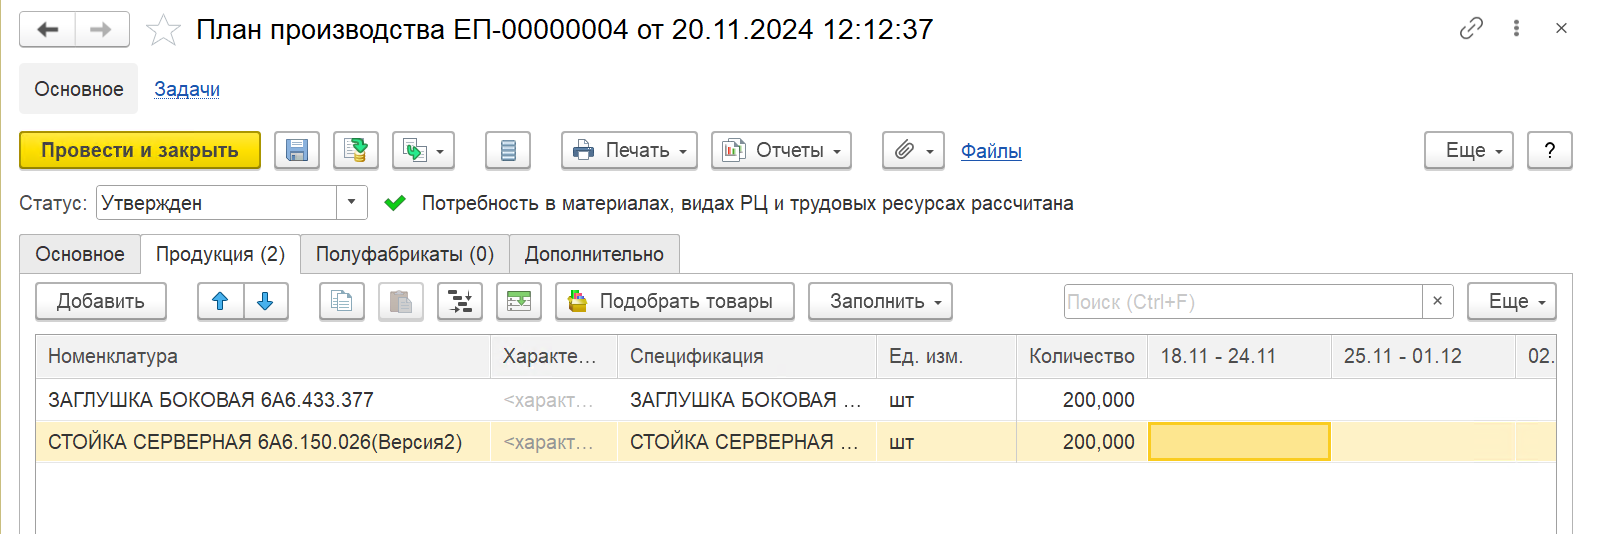 План производства ЕП-00000004 от 20.11.2024 12:12:37
Основное Задачи
Провести и закрыть Печать Отчеты Файлы Еще ?
Статус: Утвержден Потребность в материалах, видах РЦ и трудовых ресурсах рассчитана
Основное Продукция (2) Полуфабрикаты (0) Дополнительно
Добавить Подобрать товары Заполнить Поиск (Ctrl+F) × Еще
Номенклатура Характе... Спецификация Ед. изм. Количество 18.11 - 24.11 25.11 - 01.12 02.
ЗАГЛУШКА БОКОВАЯ 6А6.433.377 <характ... ЗАГЛУШКА БОКОВАЯ ... шт 200,000
СТОЙКА СЕРВЕРНАЯ 6А6.150.026(Версия2) <характ... СТОЙКА СЕРВЕРНАЯ ... шт 200,000